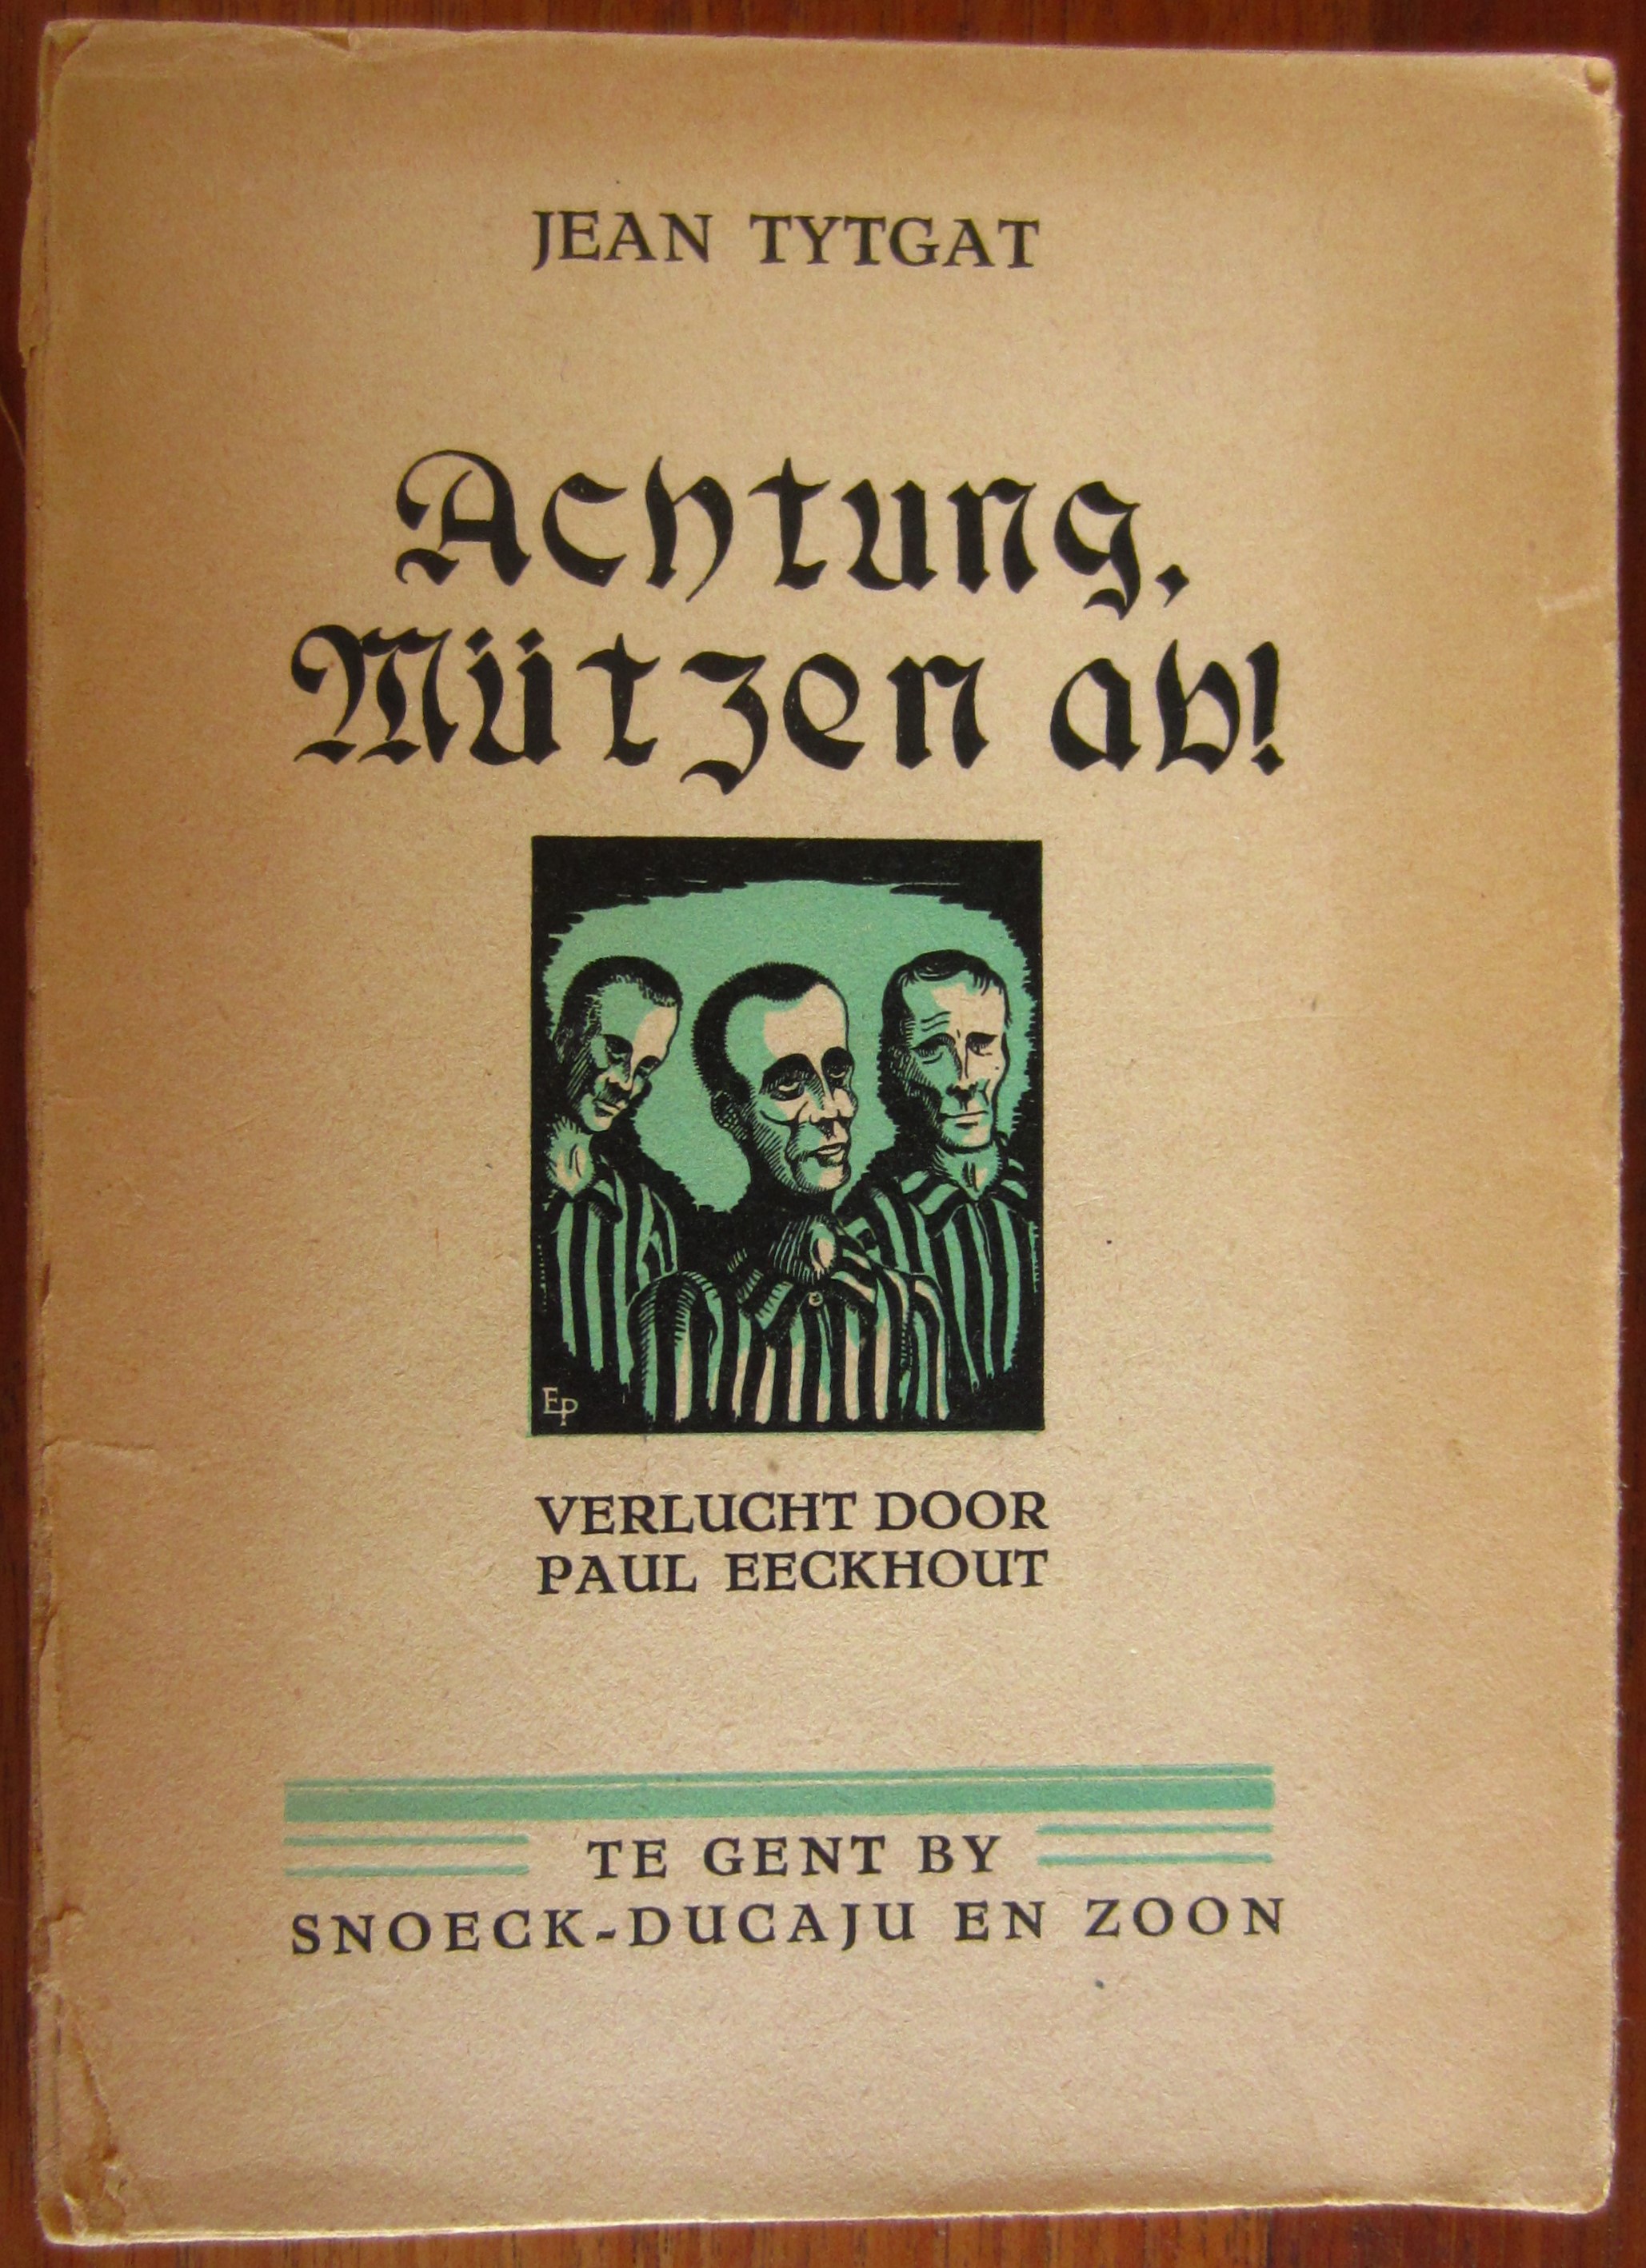 JEAN TYTGAT
Achtung,
Mützen ab!
EP
VERLUCHT DOOR
PAUL EECKHOUT
TE GENT BY
SNOECK-DUCAJU EN ZOON